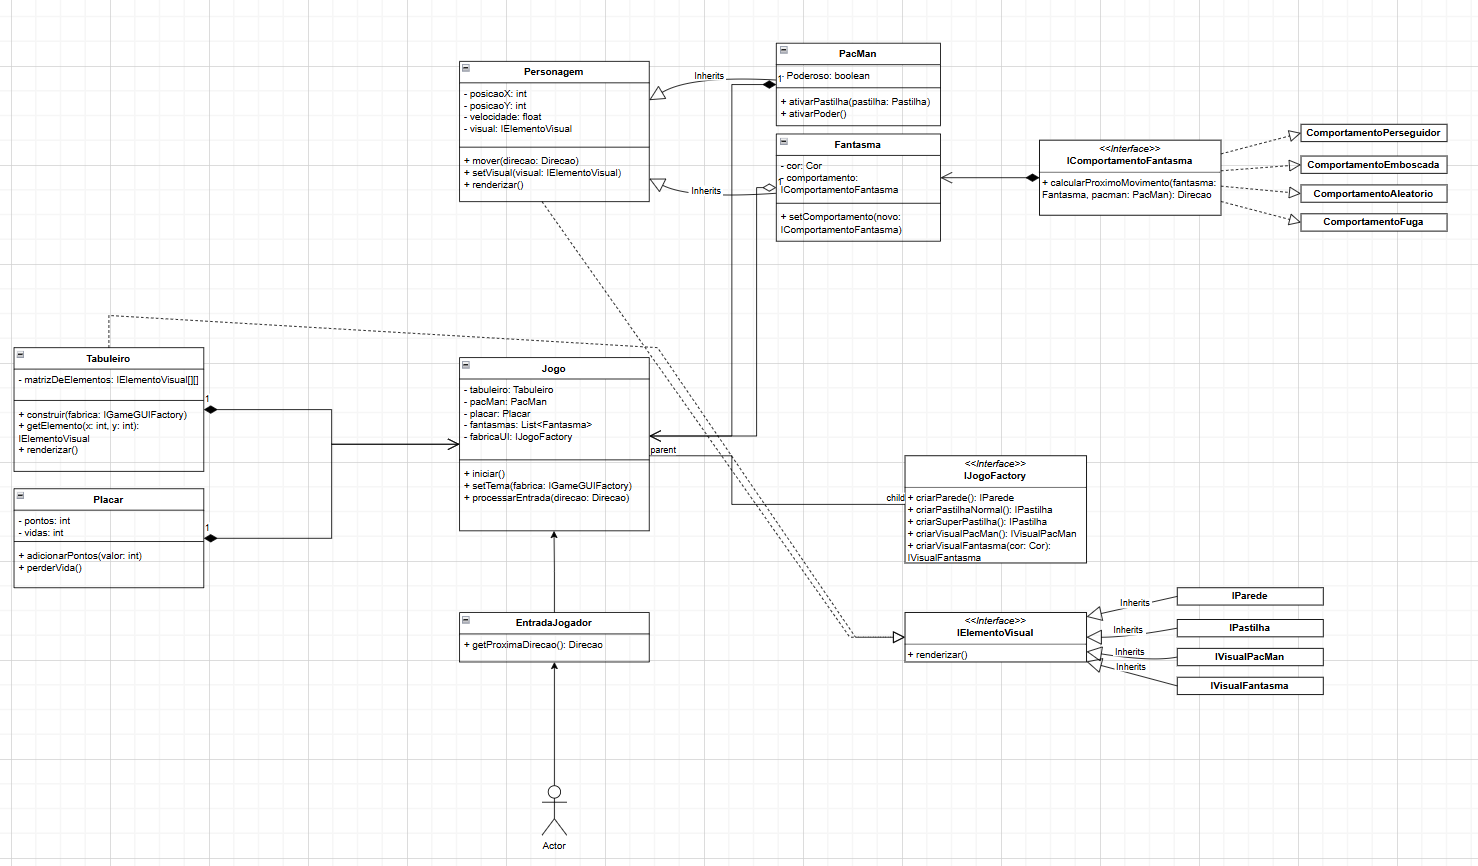 PacMan
- Poderoso: boolean
+ ativarPastilha(pastilha: Pastilha)
+ ativarPoder()
1
Inherits
Personagem
- posicaoX: int
- posicaoY: int
- velocidade: float
- visual: IElementoVisual
+ mover(direcao: Direcao)
+ setVisual(visual: IElementoVisual)
+ renderizar()
Inherits
Fantasma
- cor: Cor
- comportamento:
IComportamentoFantasma
+ setComportamento(novo:
IComportamentoFantasma)
1
<<Interface>>
IComportamentoFantasma
+ calcularProximoMovimento(fantasma:
Fantasma, pacman: PacMan): Direcao
ComportamentoPerseguidor
ComportamentoEmboscada
ComportamentoAleatorio
ComportamentoFuga
Tabuleiro
- matrizDeElementos: IElementoVisual[][]
+ construir(fabrica: IGameGUIFactory)
+ getElemento(x: int, y: int):
IElementoVisual
+ renderizar()
1
Placar
- pontos: int
- vidas: int
+ adicionarPontos(valor: int)
+ perderVida()
1
Jogo
- tabuleiro: Tabuleiro
- pacMan: PacMan
- placar: Placar
- fantasmas: List<Fantasma>
- fabricaUI: IJogoFactory
+ iniciar()
+ setTema(fabrica: IGameGUIFactory)
+ processarEntrada(direcao: Direcao)
parent
child
<<Interface>>
IJogoFactory
+ criarParede(): IParede
+ criarPastilhaNormal(): IPastilha
+ criarSuperPastilha(): IPastilha
+ criarVisualPacMan(): IVisualPacMan
+ criarVisualFantasma(cor: Cor):
IVisualFantasma
EntradaJogador
+ getProximaDirecao(): Direcao
<<Interface>>
IElementoVisual
+ renderizar()
Inherits
Inherits
Inherits
Inherits
IParede
IPastilha
IVisualPacMan
IVisualFantasma
Actor